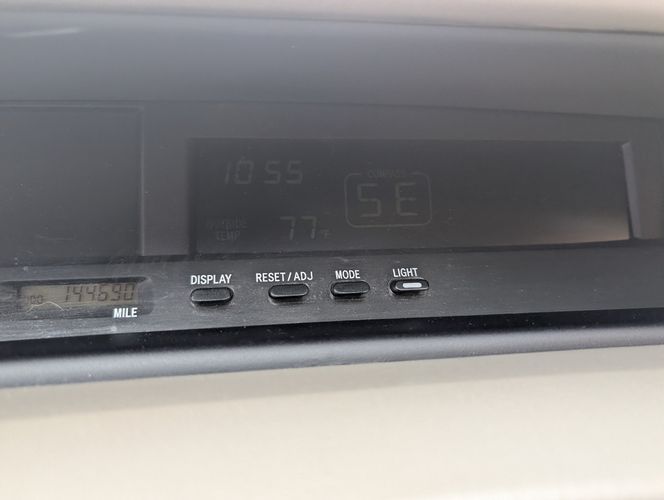 10 55
COMPASS
SE
OUTSIDE
TEMP 77°F
DISPLAY RESET/ADJ MODE LIGHT
144690
MILE